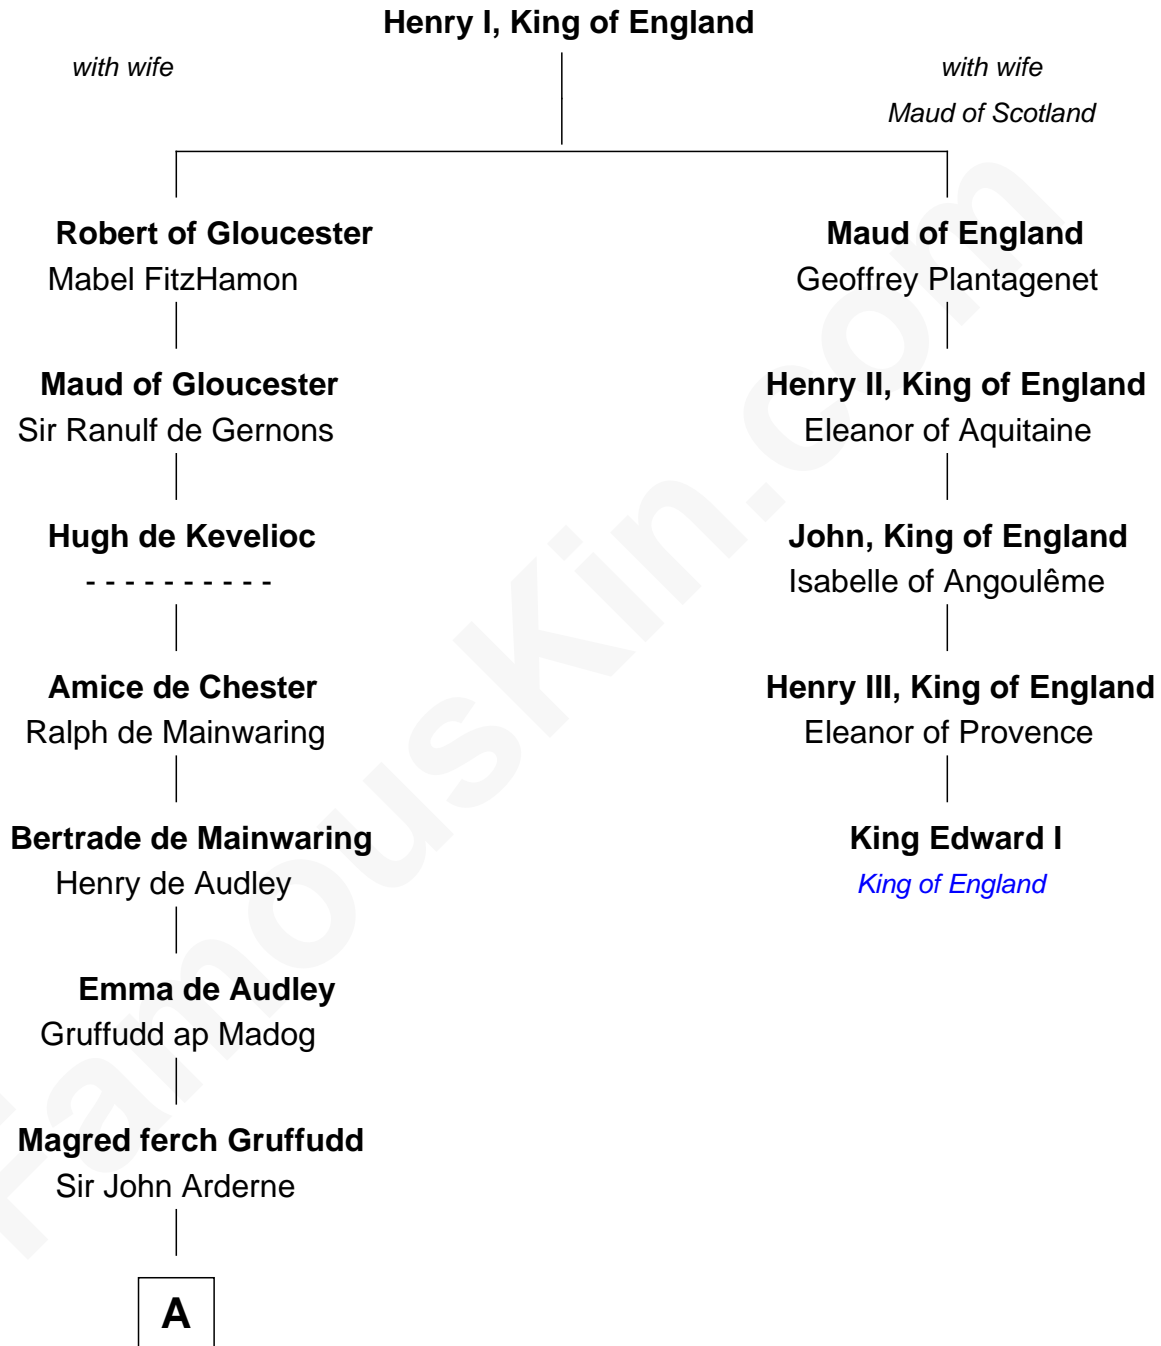 Henry I, King of England
with wife
with wife
Maud of Scotland
Robert of Gloucester
Mabel FitzHamon
Maud of England
Geoffrey Plantagenet
Maud of Gloucester
Sir Ranulf de Gernons
Henry II, King of England
Eleanor of Aquitaine
Hugh de Kevelioc
- - - - - - - - - -
John, King of England
Isabelle of Angoulême
Amice de Chester
Ralph de Mainwaring
Henry III, King of England
Eleanor of Provence
Bertrade de Mainwaring
Henry de Audley
King Edward I
King of England
Emma de Audley
Gruffudd ap Madog
Magred ferch Gruffudd
Sir John Arderne
A
FamousKin.com